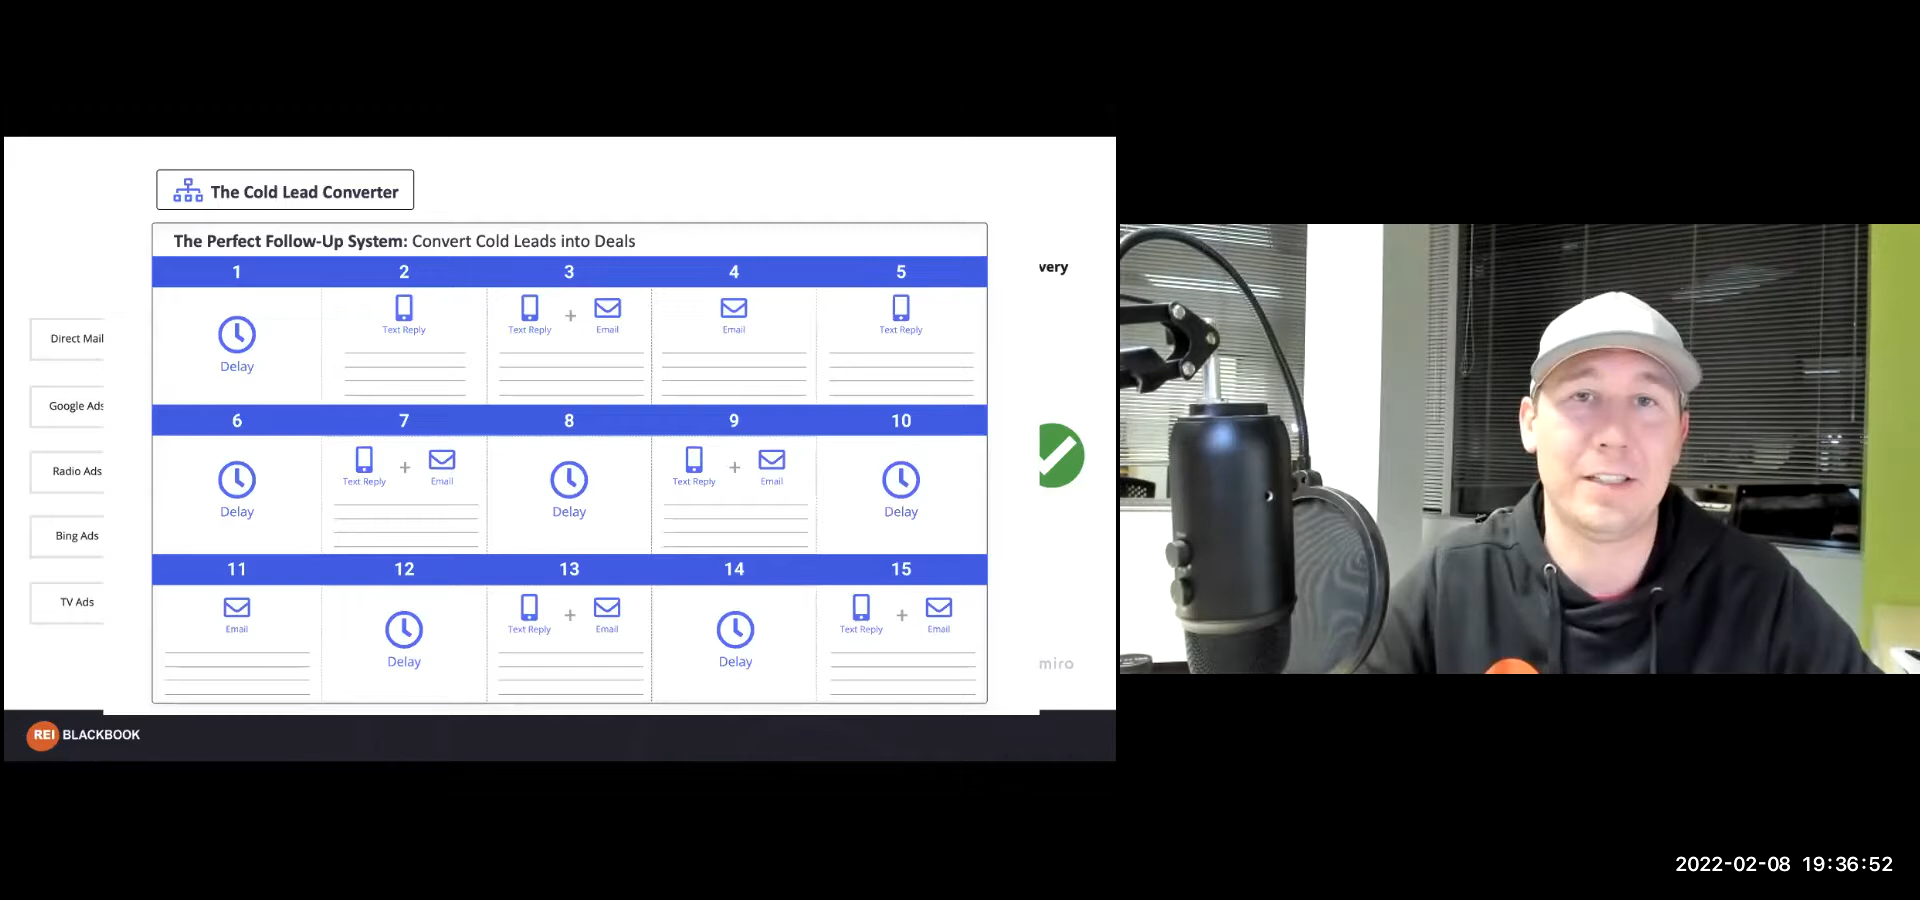 The Cold Lead Converter
The Perfect Follow-Up System: Convert Cold Leads into Deals
1 2 3 4 5
Delay
Text Reply
Text Reply + Email
Email
Text Reply
6 7 8 9 10
Delay
Text Reply + Email
Delay
Text Reply + Email
Delay
11 12 13 14 15
Email
Delay
Text Reply + Email
Delay
Text Reply + Email
Direct Mail
Google Ads
Radio Ads
Bing Ads
TV Ads
very
miro
REI BLACKBOOK
2022-02-08 19:36:52